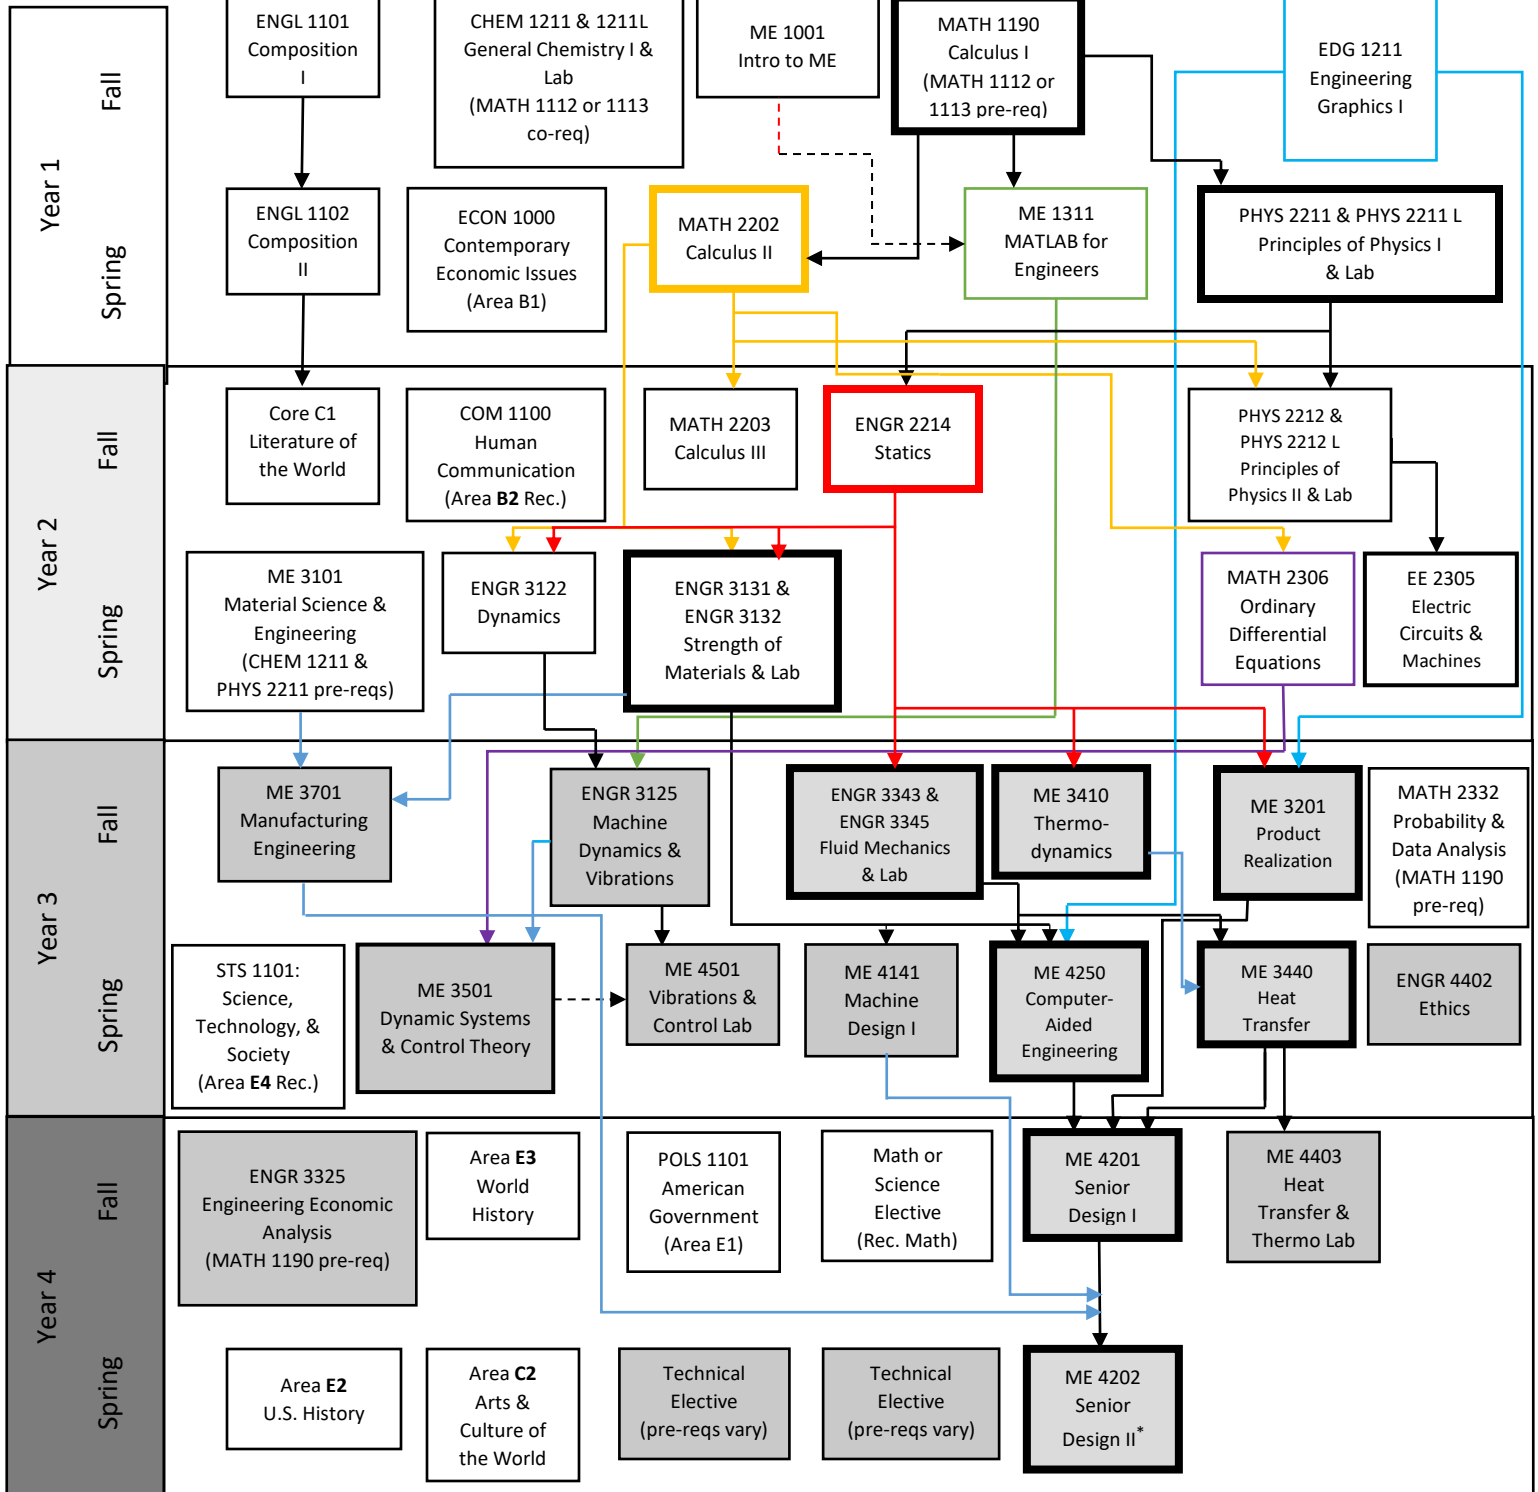 Year 1
Fall
ENGL 1101
Composition
I
CHEM 1211 & 1211L
General Chemistry I &
Lab
(MATH 1112 or 1113
co-req)
ME 1001
Intro to ME
MATH 1190
Calculus I
(MATH 1112 or
1113 pre-req)
EDG 1211
Engineering
Graphics I
Spring
ENGL 1102
Composition
II
ECON 1000
Contemporary
Economic Issues
(Area B1)
MATH 2202
Calculus II
ME 1311
MATLAB for
Engineers
PHYS 2211 & PHYS 2211 L
Principles of Physics I
& Lab
Year 2
Fall
Core C1
Literature of
the World
COM 1100
Human
Communication
(Area B2 Rec.)
MATH 2203
Calculus III
ENGR 2214
Statics
PHYS 2212 &
PHYS 2212 L
Principles of
Physics II & Lab
Spring
ME 3101
Material Science &
Engineering
(CHEM 1211 &
PHYS 2211 pre-reqs)
ENGR 3122
Dynamics
ENGR 3131 &
ENGR 3132
Strength of
Materials & Lab
MATH 2306
Ordinary
Differential
Equations
EE 2305
Electric
Circuits &
Machines
Year 3
Fall
ME 3701
Manufacturing
Engineering
ENGR 3125
Machine
Dynamics &
Vibrations
ENGR 3343 &
ENGR 3345
Fluid Mechanics
& Lab
ME 3410
Thermo-
dynamics
ME 3201
Product
Realization
MATH 2332
Probability &
Data Analysis
(MATH 1190
pre-req)
Spring
STS 1101:
Science,
Technology, &
Society
(Area E4 Rec.)
ME 3501
Dynamic Systems
& Control Theory
ME 4501
Vibrations &
Control Lab
ME 4141
Machine
Design I
ME 4250
Computer-
Aided
Engineering
ME 3440
Heat
Transfer
ENGR 4402
Ethics
Year 4
Fall
ENGR 3325
Engineering Economic
Analysis
(MATH 1190 pre-req)
Area E3
World
History
POLS 1101
American
Government
(Area E1)
Math or
Science
Elective
(Rec. Math)
ME 4201
Senior
Design I
ME 4403
Heat
Transfer &
Thermo Lab
Spring
Area E2
U.S. History
Area C2
Arts &
Culture of
the World
Technical
Elective
(pre-reqs vary)
Technical
Elective
(pre-reqs vary)
ME 4202
Senior
Design II*